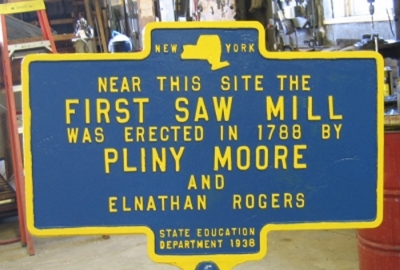 NEW YORK
NEAR THIS SITE THE
FIRST SAW MILL
WAS ERECTED IN 1788 BY
PLINY MOORE
AND
ELNATHAN ROGERS
STATE EDUCATION
DEPARTMENT 1938